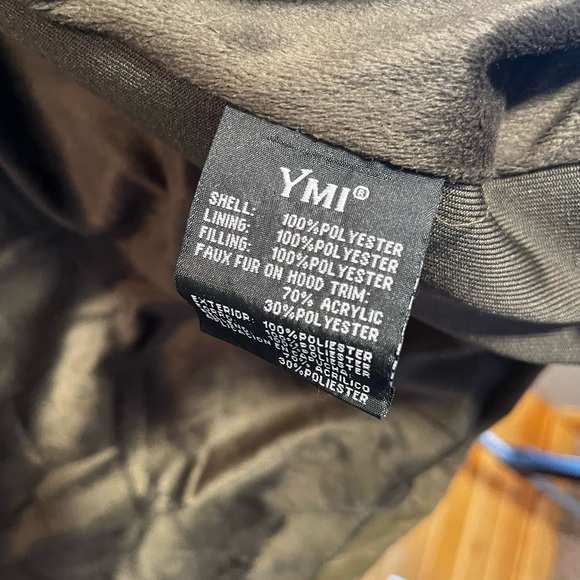 YMI®
SHELL: 100%POLYESTER
LINING: 100%POLYESTER
FILLING: 100%POLYESTER
FAUX FUR ON HOOD TRIM:
70% ACRYLIC
30%POLYESTER
EXTERIOR: 100%POLIESTER
30%POLIESTER